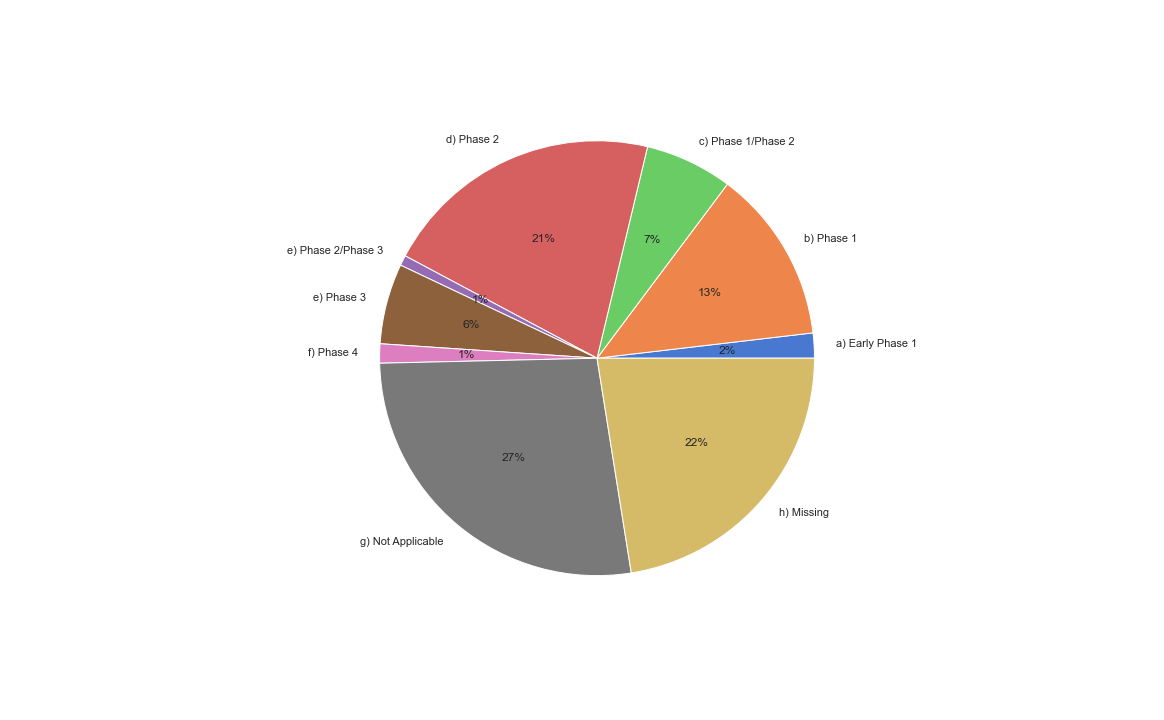 d) Phase 2
c) Phase 1/Phase 2
b) Phase 1
21%
7%
e) Phase 2/Phase 3
13%
e) Phase 3
1%
6%
a) Early Phase 1
2%
f) Phase 4
1%
22%
27%
h) Missing
g) Not Applicable